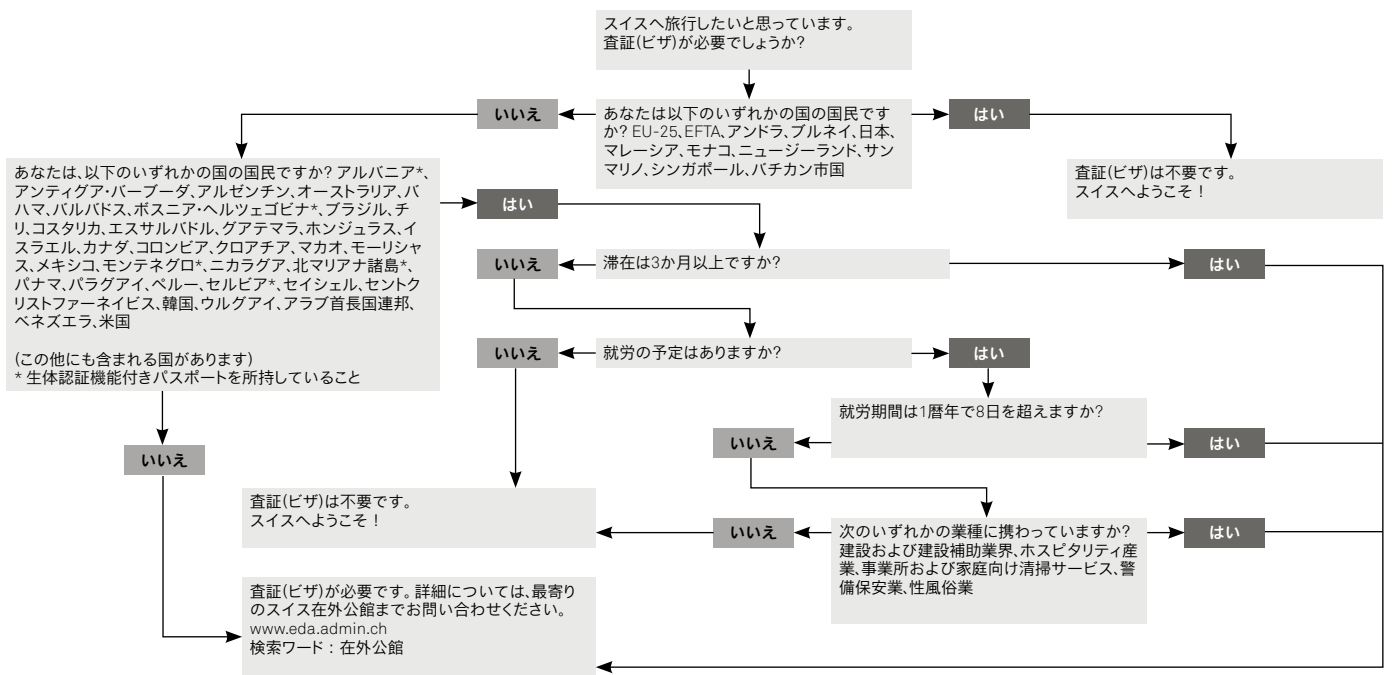 スイスへ旅行したいと思っています。
査証(ビザ)が必要でしょうか?
いいえ
あなたは以下のいずれかの国の国民です
か? EU-25、EFTA、アンドラ、ブルネイ、日本、
マレーシア、モナコ、ニュージーランド、サン
マリノ、シンガポール、バチカン市国
はい
査証(ビザ)は不要です。
スイスへようこそ!
あなたは、以下のいずれかの国の国民ですか? アルバニア*、
アンティグア・バーブーダ、アルゼンチン、オーストラリア、バ
ハマ、バルバドス、ボスニア・ヘルツェゴビナ*、ブラジル、チ
リ、コスタリカ、エスサルバドル、グアテマラ、ホンジュラス、イ
スラエル、カナダ、コロンビア、クロアチア、マカオ、モーリシャ
ス、メキシコ、モンテネグロ*、ニカラグア、北マリアナ諸島*、
パナマ、パラグアイ、ペルー、セルビア*、セイシェル、セントク
リストファーネイビス、韓国、ウルグアイ、アラブ首長国連邦、
ベネズエラ、米国
(この他にも含まれる国があります)
* 生体認証機能付きパスポートを所持していること
はい
いいえ
滞在は3か月以上ですか?
はい
いいえ
就労の予定はありますか?
はい
就労期間は1暦年で8日を超えますか?
いいえ
はい
いいえ
査証(ビザ)は不要です。
スイスへようこそ!
いいえ
次のいずれかの業種に携わっていますか?
建設および建設補助業界、ホスピタリティ産
業、事業所および家庭向け清掃サービス、警
備保安業、性風俗業
はい
査証(ビザ)が必要です。詳細については、最寄り
のスイス在外公館までお問い合わせください。
www.eda.admin.ch
検索ワード:在外公館